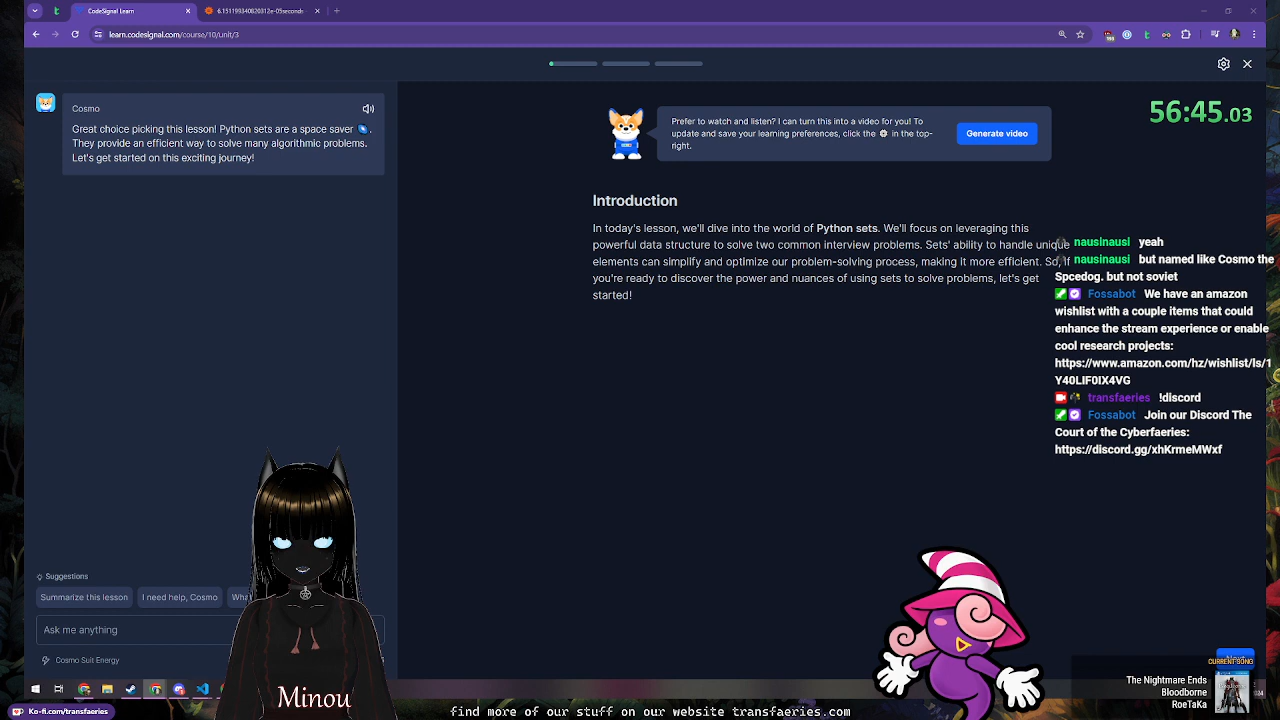 CodeSignal Learn
6.151199340820312e-05seconds
learn.codesignal.com/course/10/unit/3
Cosmo
Great choice picking this lesson! Python sets are a space saver
They provide an efficient way to solve many algorithmic problems.
Let's get started on this exciting journey!
Prefer to watch and listen? I can turn this into a video for you! To
update and save your learning preferences, click the in the top-
right.
Generate video
56:45.03
Introduction
In today's lesson, we'll dive into the world of Python sets. We'll focus on leveraging this
powerful data structure to solve two common interview problems. Sets' ability to handle unique
elements can simplify and optimize our problem-solving process, making it more efficient. So, if
you're ready to discover the power and nuances of using sets to solve problems, let's get
started!
nausinausi yeah
nausinausi but named like Cosmo the
Spcedog. but not soviet
Fossabot We have an amazon
wishlist with a couple items that could
enhance the stream experience or enable
cool research projects:
https://www.amazon.com/hz/wishlist/ls/1
Y40LIF0IX4VG
transfaeries !discord
Fossabot Join our Discord The
Court of the Cyberfaeries:
https://discord.gg/xhKrmeMWxf
Suggestions
Summarize this lesson
I need help, Cosmo
Ask me anything
Cosmo Suit Energy
Minou
Ko-fi.com/transfaeries
find more of our stuff on our website transfaeries.com
Next
CURRENT SONG
The Nightmare Ends
Bloodborne
RoeTaKa